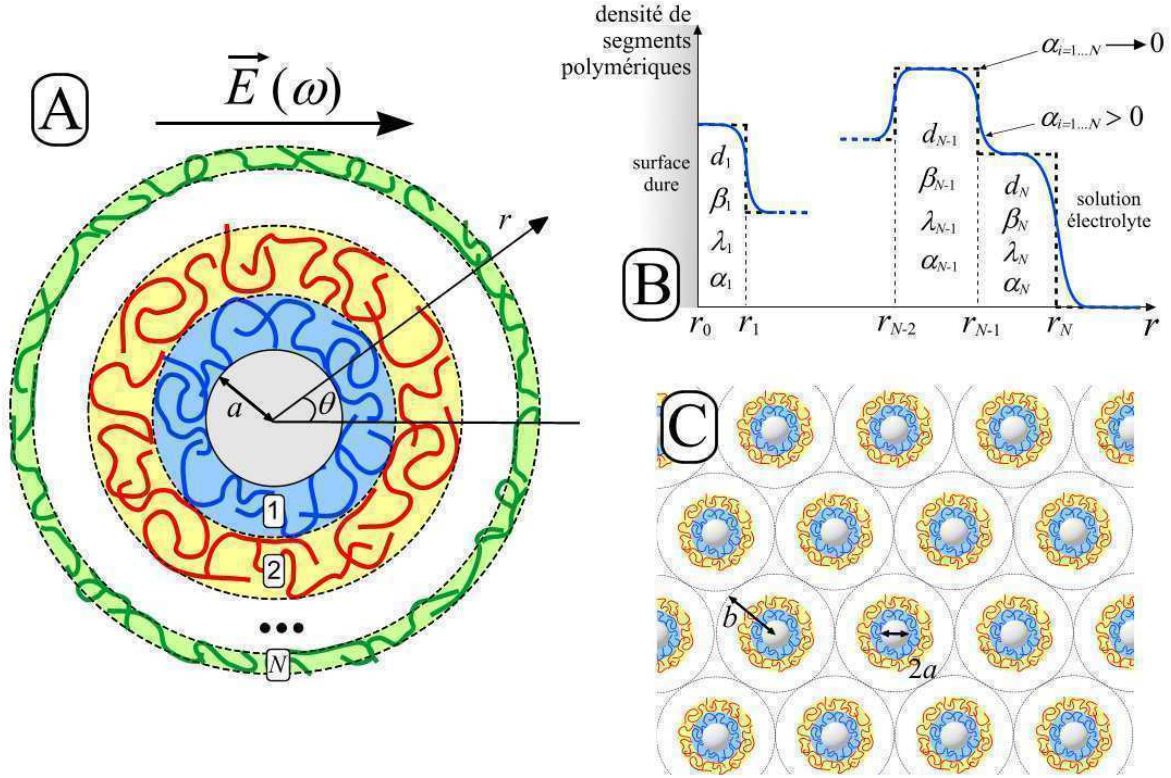 A
E (ω)
r
a
θ
1
2
•••
N
B
densité de
segments
polymériques
α i=1...N → 0
α i=1...N > 0
surface
dure
d1
β1
λ1
α1
dN-1
βN-1
λN-1
αN-1
dN
βN
λN
αN
solution
électrolyte
r0 r1 rN-2 rN-1 rN r
C
b
2a